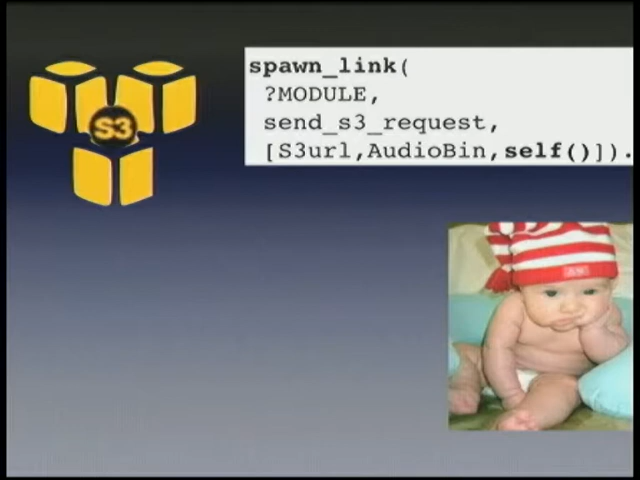 S3
spawn_link(
?MODULE,
send_s3_request,
[S3url,AudioBin,self()]).